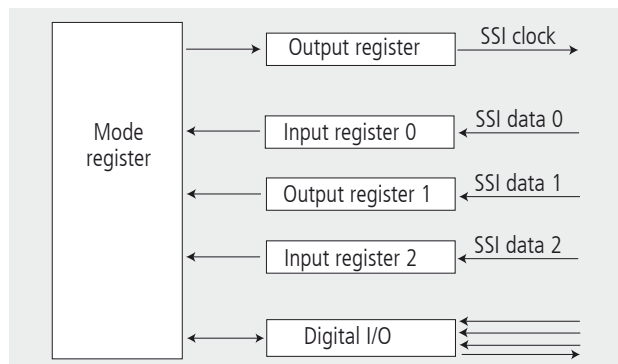 Mode
register
Output register
SSI clock
Input register 0
SSI data 0
Output register 1
SSI data 1
Input register 2
SSI data 2
Digital I/O